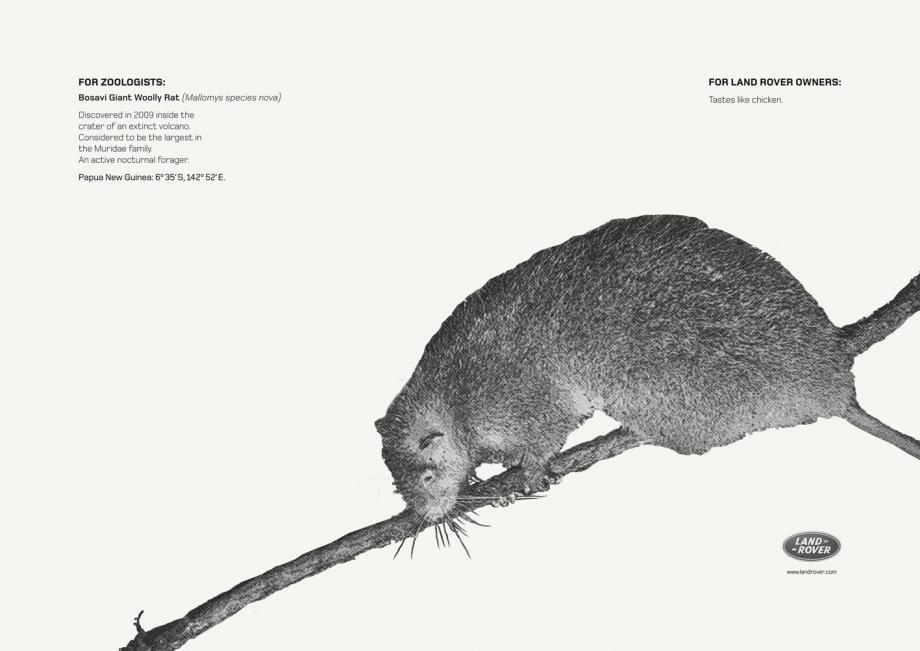 FOR ZOOLOGISTS:
Bosavi Giant Woolly Rat (Mallomys species nova)
Discovered in 2009 inside the
crater of an extinct volcano.
Considered to be the largest in
the Muridae family.
An active nocturnal forager.
Papua New Guinea: 6° 35' S, 142° 52' E.
FOR LAND ROVER OWNERS:
Tastes like chicken.
LAND-
-ROVER
www.landrover.com